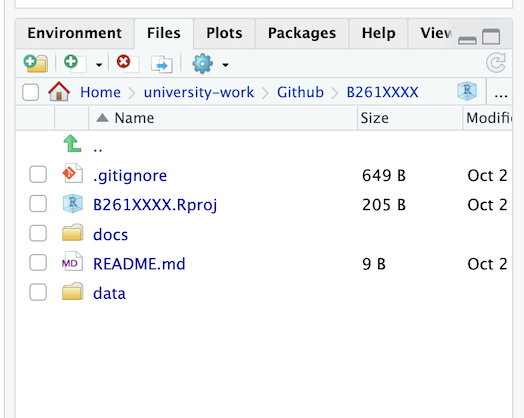 Environment Files Plots Packages Help View
Home university-work Github B261XXXX R ...
Name Size Modifi
..
.gitignore 649 B Oct 2
R B261XXXX.Rproj 205 B Oct 2
docs
MD README.md 9 B Oct 2
data